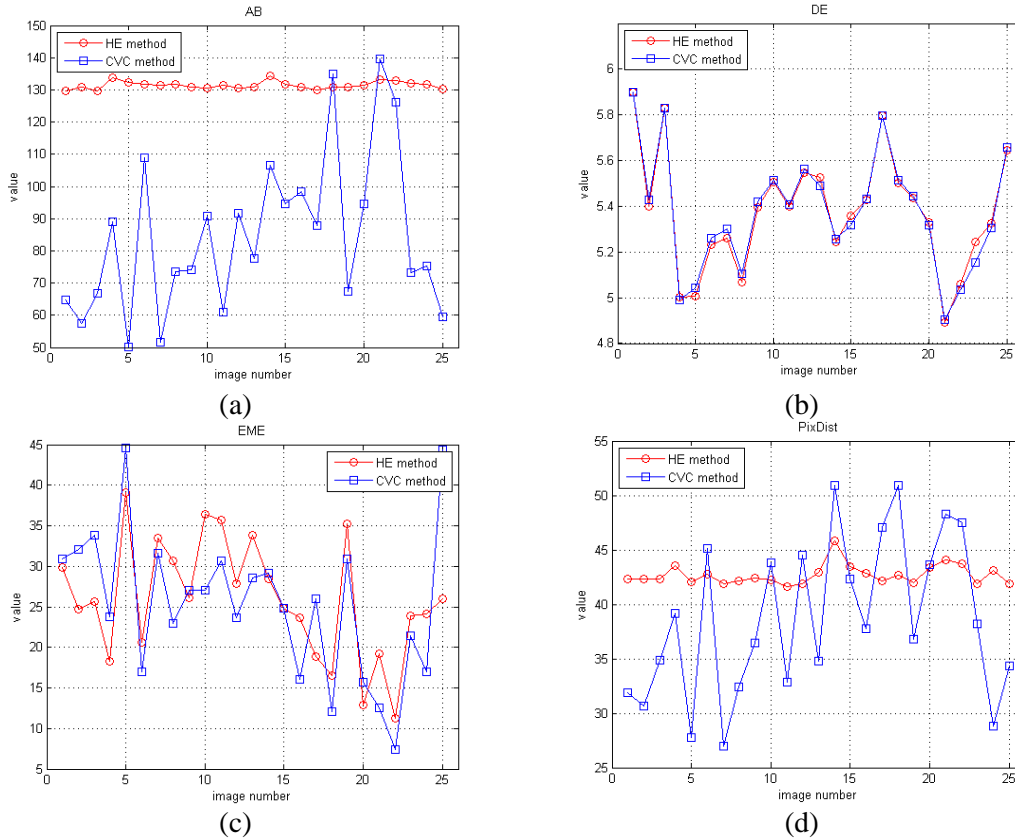 AB
150
140
130
120
110
100
90
80
70
60
50
value
HE method
CVC method
0
5
10
15
20
25
image number
(a)
DE
6
5.8
5.6
5.4
5.2
5
4.8
value
HE method
CVC method
0
5
10
15
20
25
image number
(b)
EME
45
40
35
30
25
20
15
10
5
value
HE method
CVC method
0
5
10
15
20
25
image number
(c)
PixDist
55
50
45
40
35
30
25
value
HE method
CVC method
0
5
10
15
20
25
image number
(d)